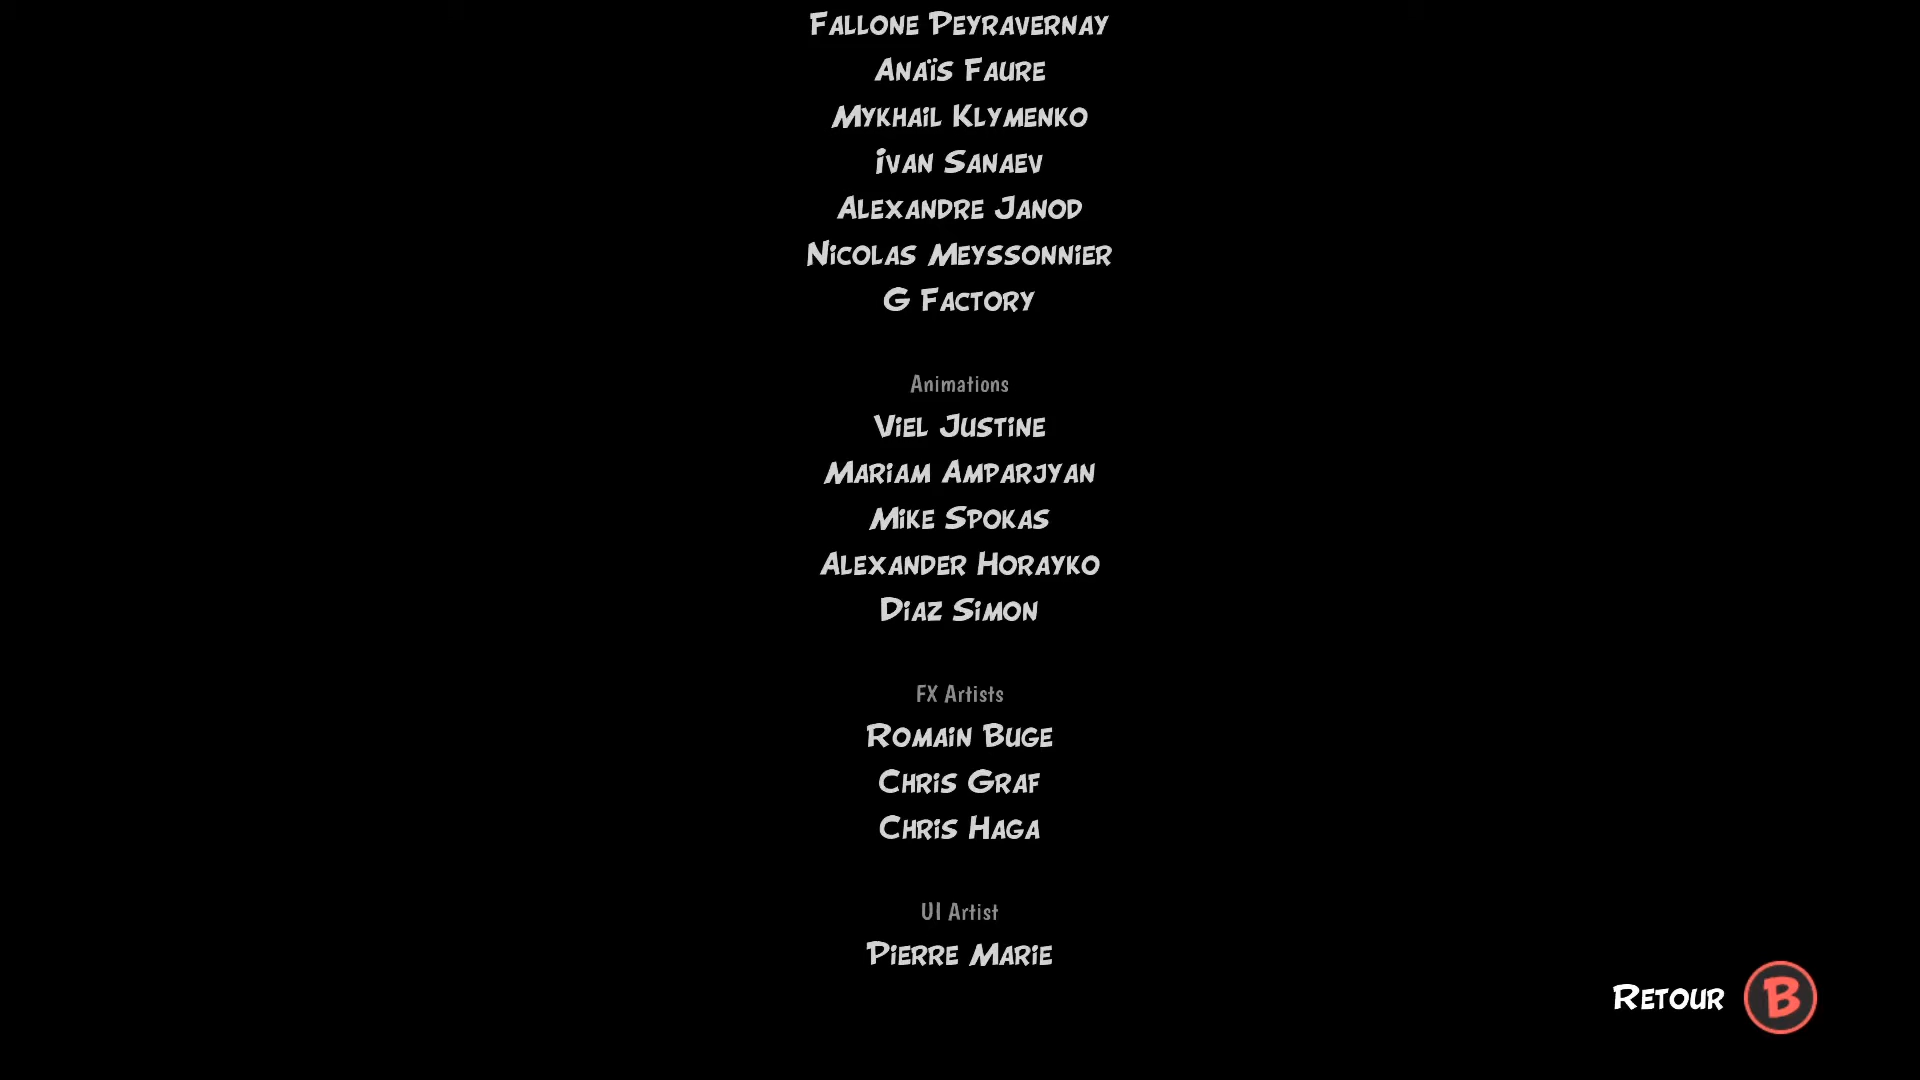 Fallone Peyravernay
Anaïs Faure
Mykhail Klymenko
Ivan Sanaev
Alexandre Janod
Nicolas Meyssonnier
G Factory
Animations
Viel Justine
Mariam Amparjyan
Mike Spokas
Alexander Horayko
Diaz Simon
FX Artists
Romain Buge
Chris Graf
Chris Haga
UI Artist
Pierre Marie
Retour B